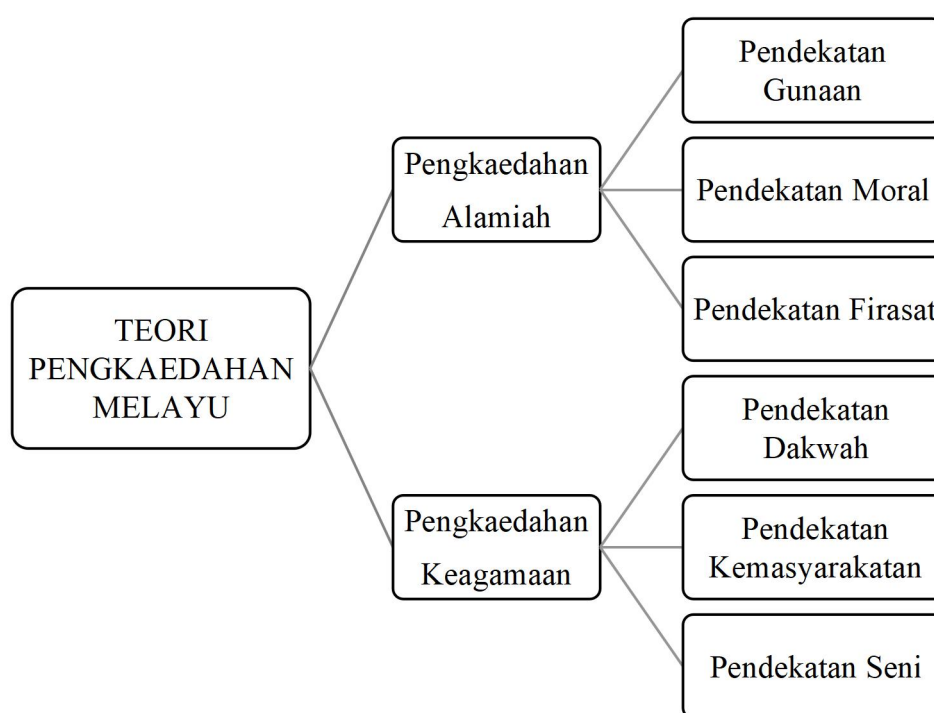 TEORI
PENGKAEDAHAN
MELAYU
Pengkaedahan
Alamiah
Pendekatan
Gunaan
Pendekatan Moral
Pendekatan Firasat
Pengkaedahan
Keagamaan
Pendekatan
Dakwah
Pendekatan
Kemasyarakatan
Pendekatan Seni